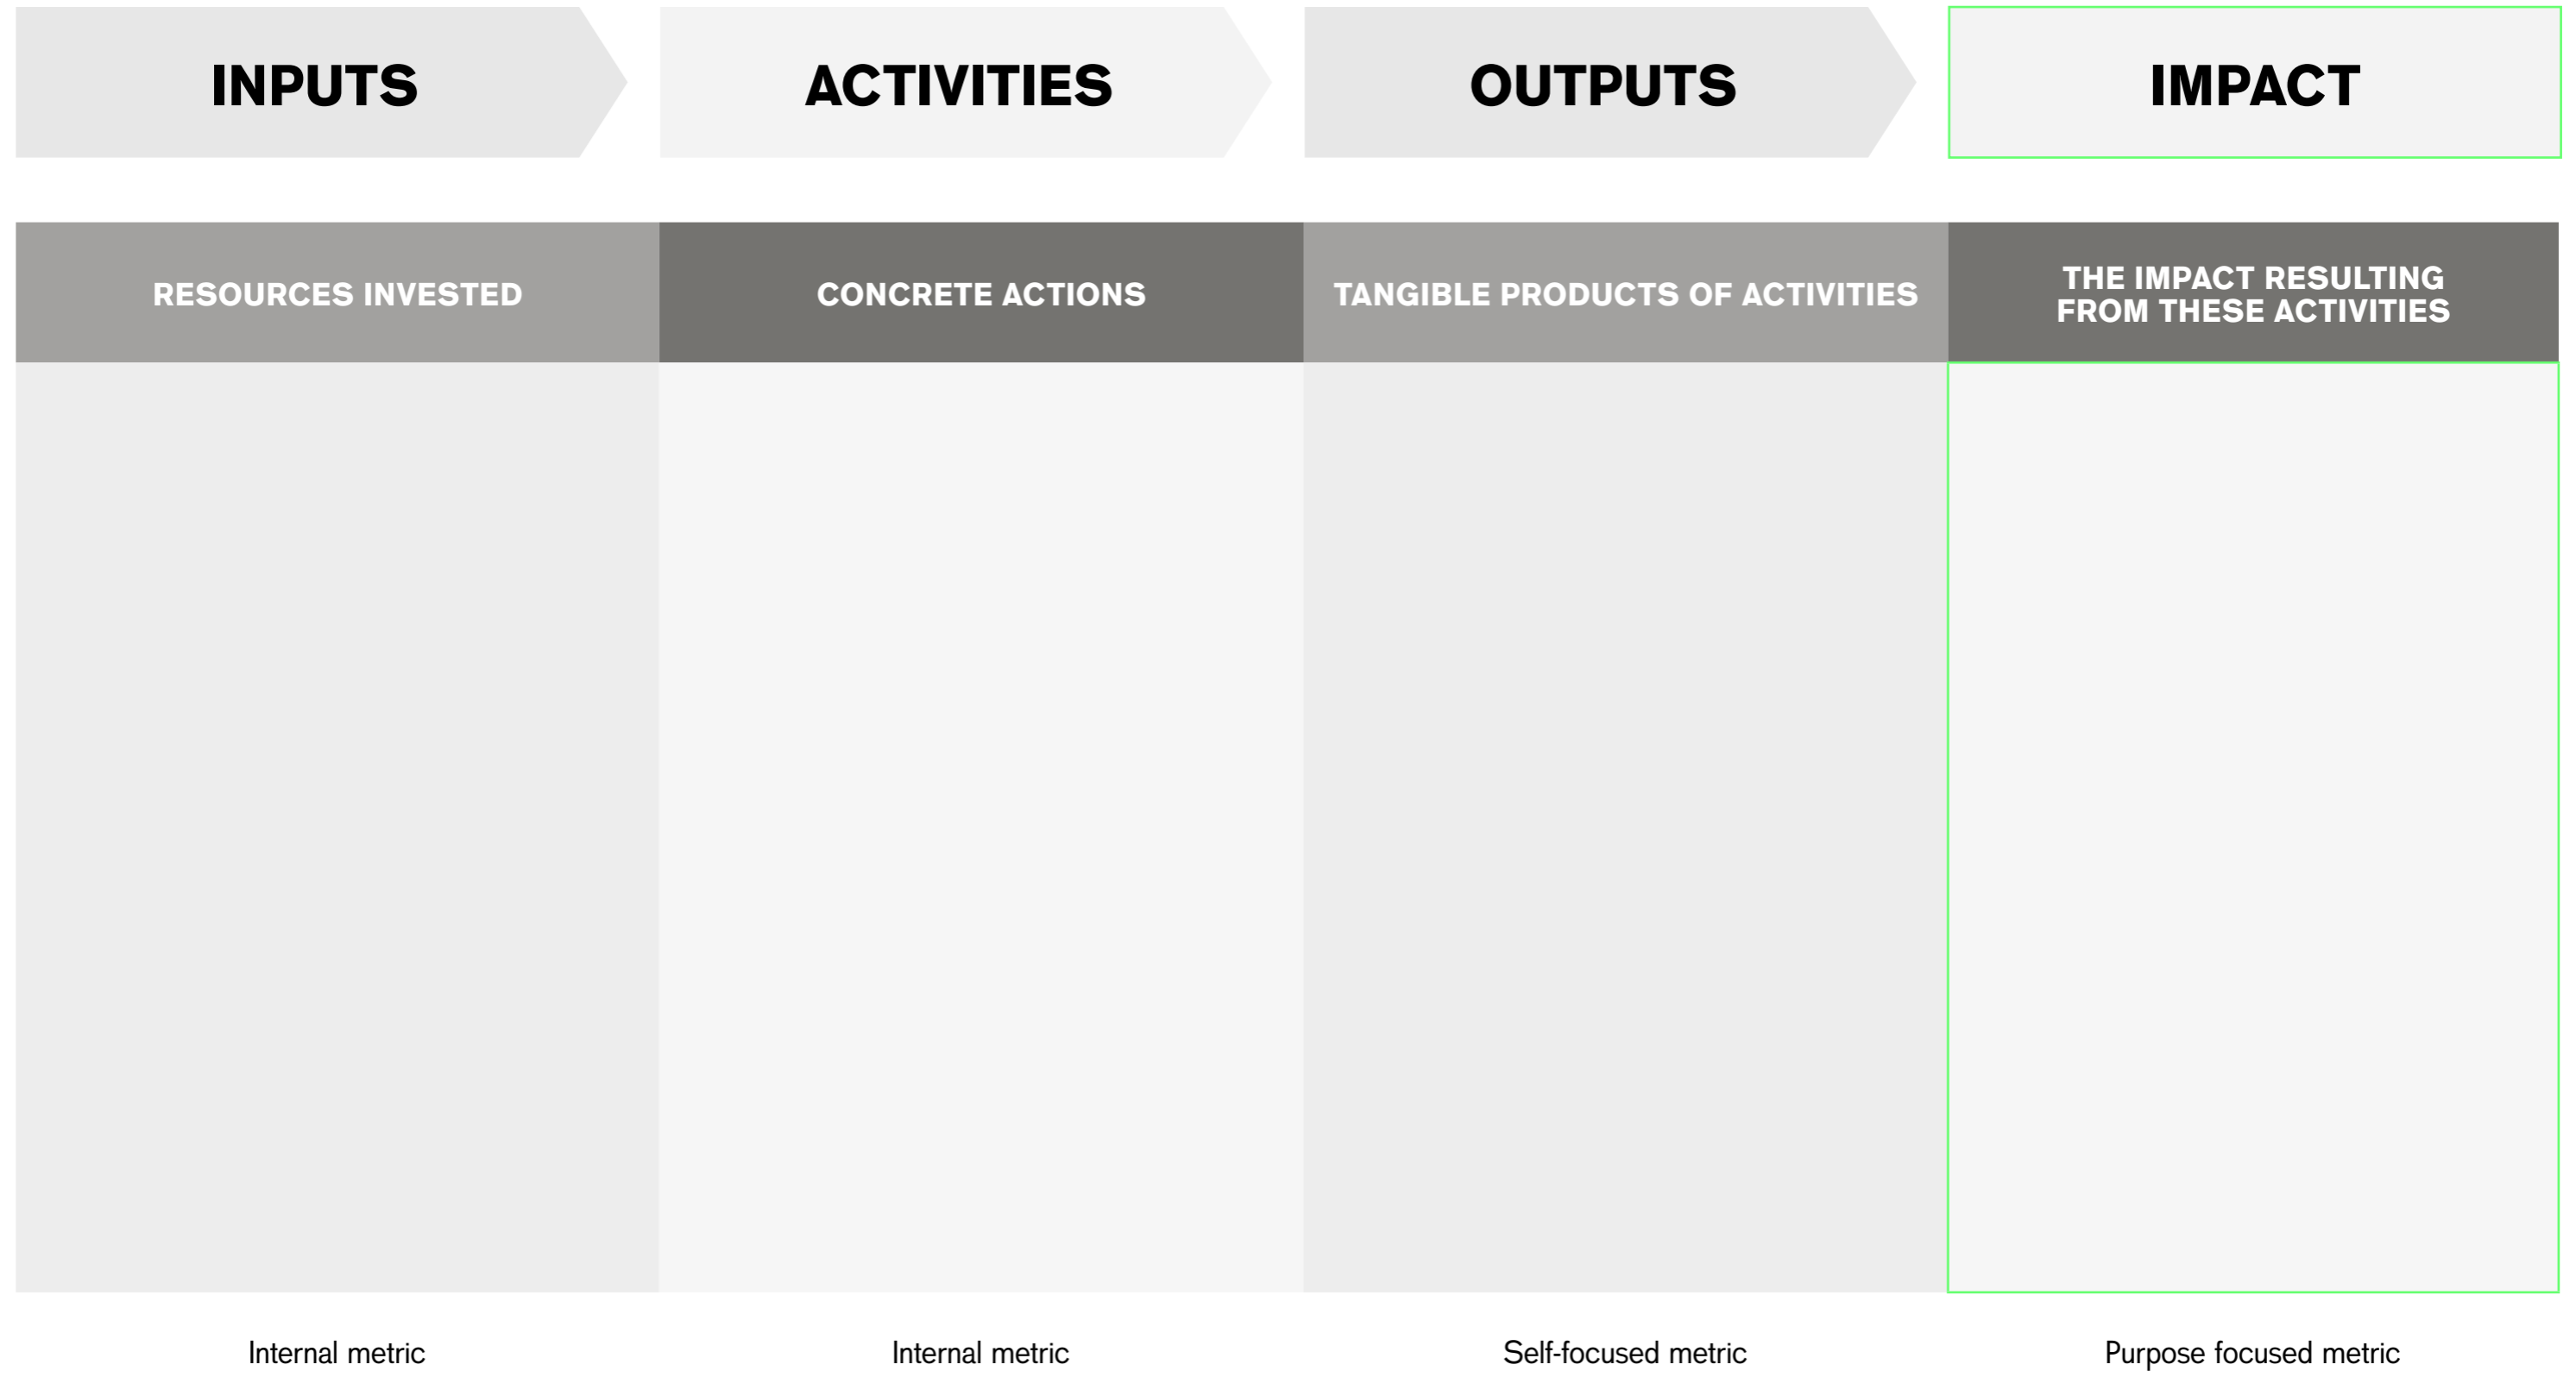 INPUTS
ACTIVITIES
OUTPUTS
IMPACT
RESOURCES INVESTED
CONCRETE ACTIONS
TANGIBLE PRODUCTS OF ACTIVITIES
THE IMPACT RESULTING
FROM THESE ACTIVITIES
Internal metric
Internal metric
Self-focused metric
Purpose focused metric